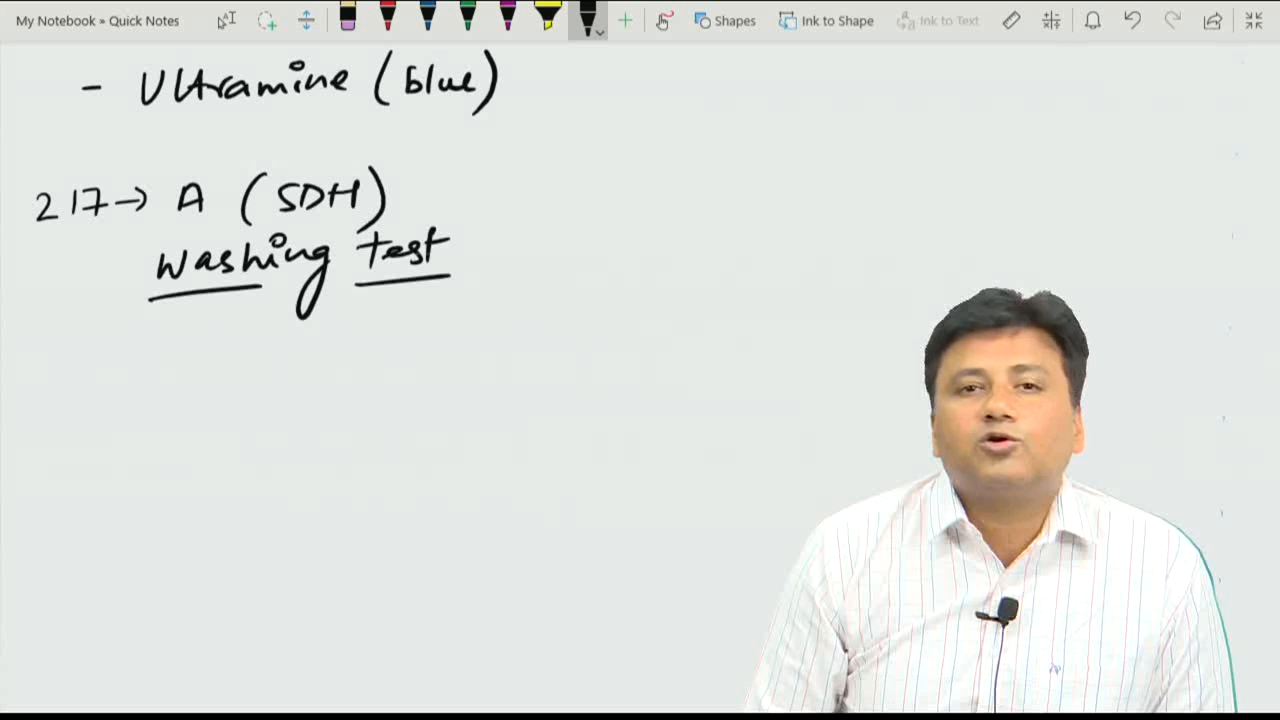 My Notebook » Quick Notes Shapes Ink to Shape Ink to Text
- Ultramine (blue)
217→ A (SDH)
washing test